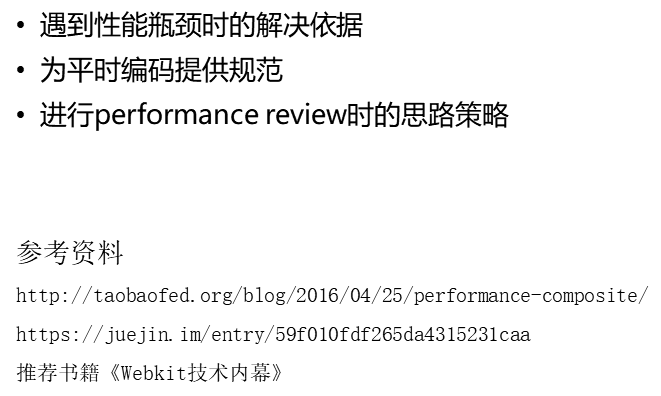 • 遇到性能瓶颈时的解决依据
• 为平时编码提供规范
• 进行performance review时的思路策略
参考资料
http://taobaofed.org/blog/2016/04/25/performance-composite/
https://juejin.im/entry/59f010fdf265da4315231caa
推荐书籍《Webkit技术内幕》